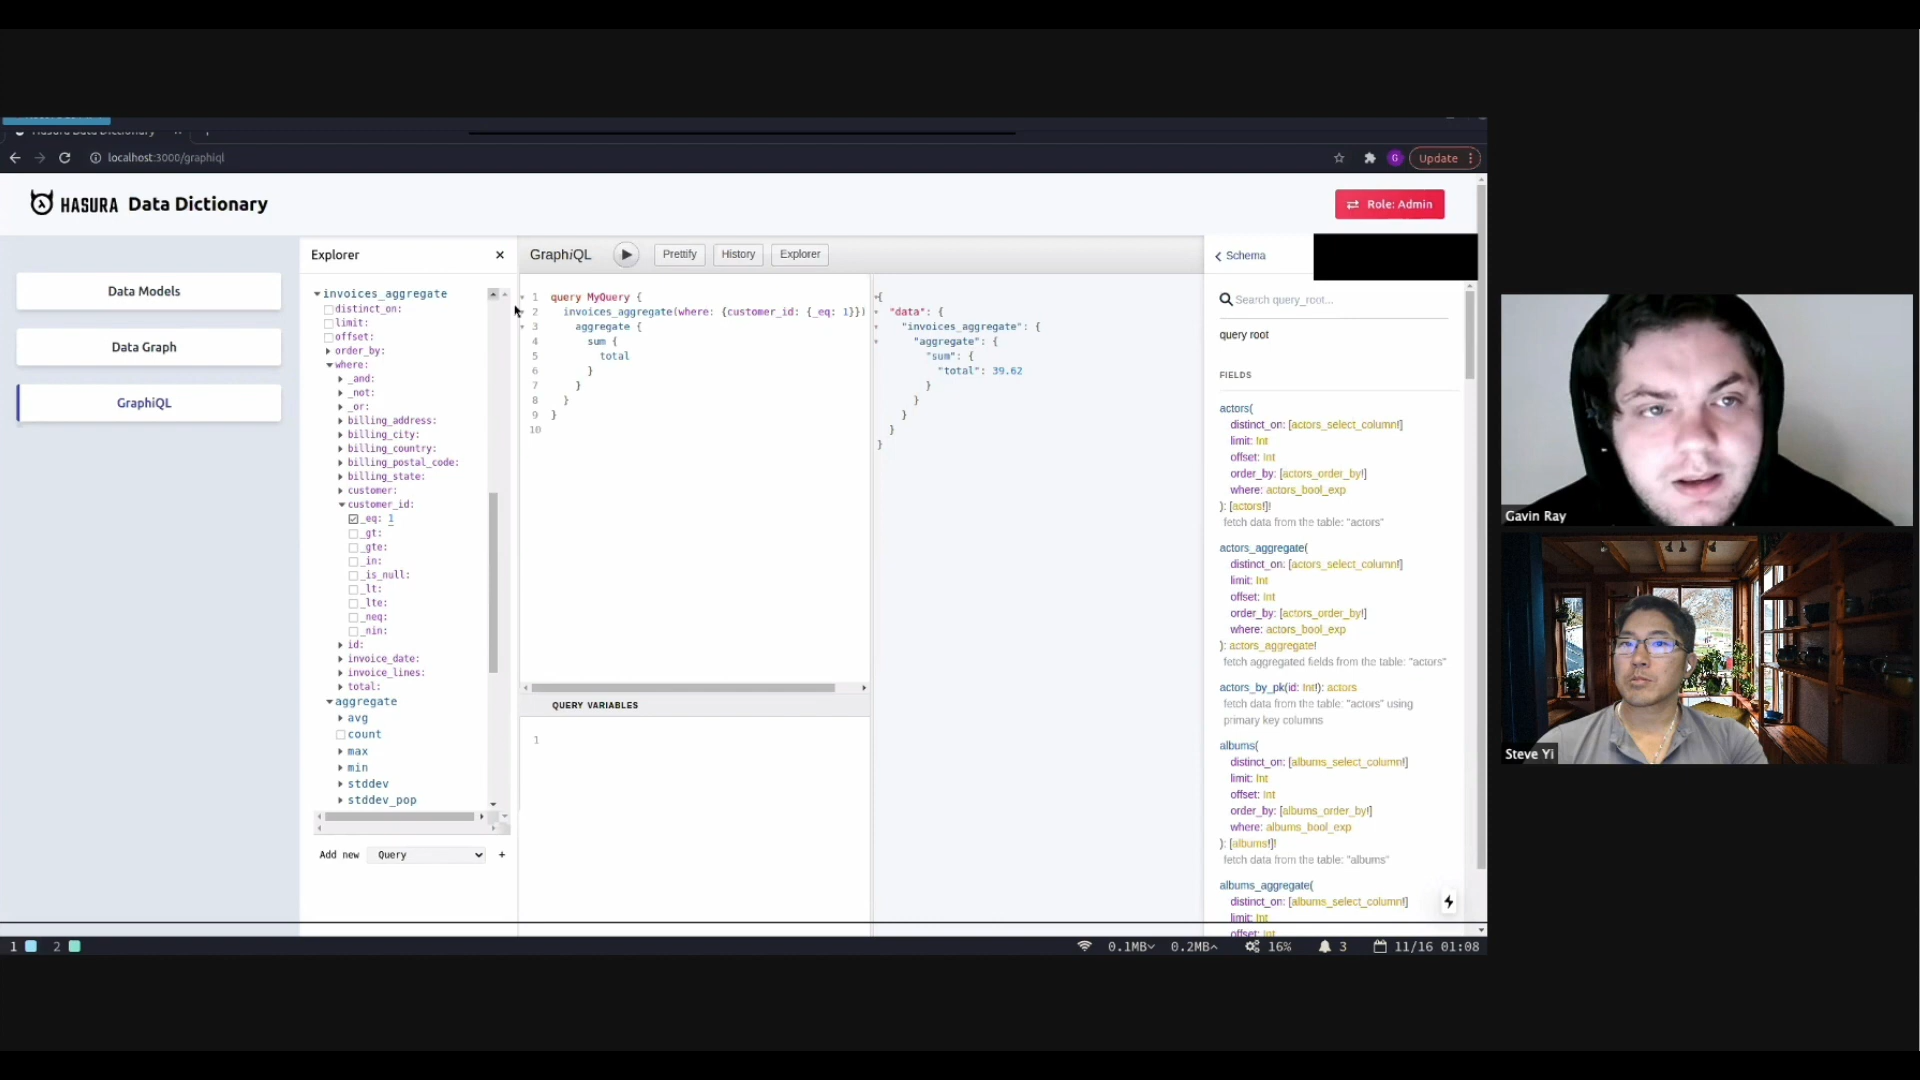 localhost:3000/graphiql
Update
HASURA Data Dictionary
Role: Admin
Data Models
Data Graph
GraphiQL
Explorer
invoices_aggregate
distinct_on:
limit:
offset:
order_by:
where:
_and:
_not:
_or:
billing_address:
billing_city:
billing_country:
billing_postal_code:
billing_state:
customer:
customer_id:
_eq: 1
_gt:
_gte:
_in:
_is_null:
_lt:
_lte:
_neq:
_nin:
id:
invoice_date:
invoice_lines:
total:
aggregate
avg
count
max
min
stddev
stddev_pop
Add new Query +
GraphiQL Prettify History Explorer
1 query MyQuery {
2 invoices_aggregate(where: {customer_id: {_eq: 1}})
3 aggregate {
4 sum {
5 total
6 }
7 }
8 }
9 }
10
QUERY VARIABLES
1
{
"data": {
"invoices_aggregate": {
"aggregate": {
"sum": {
"total": 39.62
}
}
}
}
}
Schema
Search query_root...
query root
FIELDS
actors(
distinct_on: [actors_select_column!]
limit: Int
offset: Int
order_by: [actors_order_by!]
where: actors_bool_exp
): [actors!]!
fetch data from the table: "actors"
actors_aggregate(
distinct_on: [actors_select_column!]
limit: Int
offset: Int
order_by: [actors_order_by!]
where: actors_bool_exp
): actors_aggregate!
fetch aggregated fields from the table: "actors"
actors_by_pk(id: Int!): actors
fetch data from the table: "actors" using
primary key columns
albums(
distinct_on: [albums_select_column!]
limit: Int
offset: Int
order_by: [albums_order_by!]
where: albums_bool_exp
): [albums!]!
fetch data from the table: "albums"
albums_aggregate(
distinct_on: [albums_select_column!]
limit: Int
offset: Int
1 2
0.1MB 0.2MB 16% 3 11/16 01:08
Gavin Ray
Steve Yi